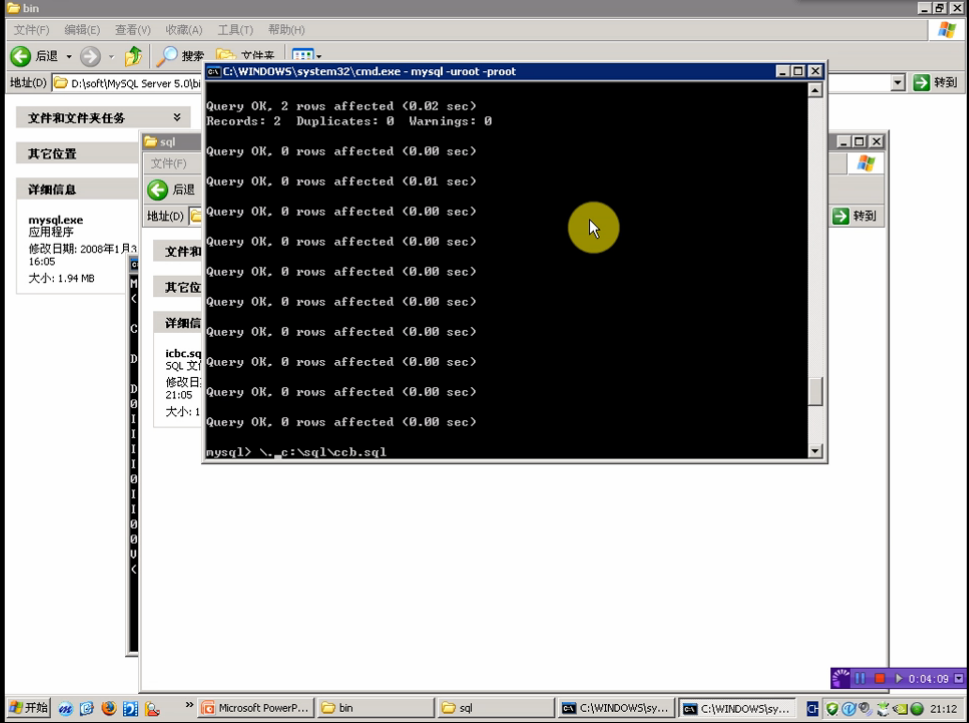 bin
文件(F) 编辑(E) 查看(V) 收藏(A) 工具(T) 帮助(H)
后退 搜索 文件夹
地址(D) D:\soft\MySQL Server 5.0\bi 转到
文件和文件夹任务
其它位置
详细信息
mysql.exe
应用程序
修改日期: 2008年1月3
16:05
大小: 1.94 MB
sql
文件(F)
后退
地址(D) 转到
文件和
其它位
详细信
icbc.sq
SQL 文
修改日
21:05
大小: 1
C:\WINDOWS\system32\cmd.exe - mysql -uroot -proot
Query OK, 2 rows affected (0.02 sec)
Records: 2 Duplicates: 0 Warnings: 0
Query OK, 0 rows affected (0.00 sec)
Query OK, 0 rows affected (0.01 sec)
Query OK, 0 rows affected (0.00 sec)
Query OK, 0 rows affected (0.00 sec)
Query OK, 0 rows affected (0.00 sec)
Query OK, 0 rows affected (0.00 sec)
Query OK, 0 rows affected (0.00 sec)
Query OK, 0 rows affected (0.00 sec)
Query OK, 0 rows affected (0.00 sec)
Query OK, 0 rows affected (0.00 sec)
mysql> \._c:\sql\ccb.sql
0:04:09
开始 » Microsoft PowerP... bin sql C:\WINDOWS\sy... C:\WINDOWS\sy... 21:12